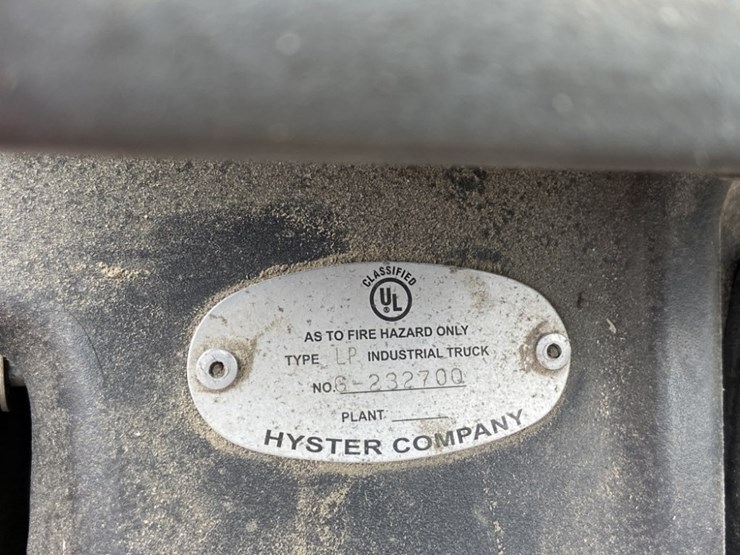 CLASSIFIED
UL
®
AS TO FIRE HAZARD ONLY
TYPE LP INDUSTRIAL TRUCK
NO. G-232700
PLANT
HYSTER COMPANY